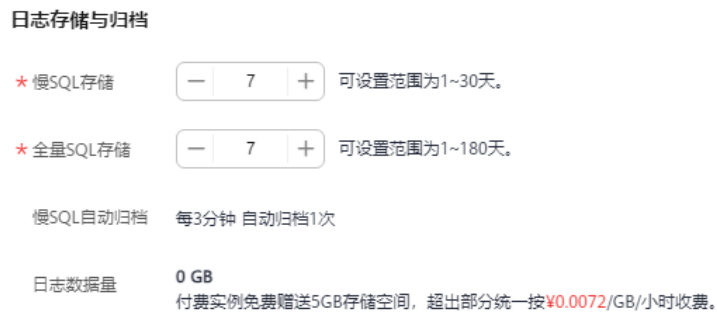 日志存储与归档
* 慢SQL存储 — 7 + 可设置范围为1~30天。
* 全量SQL存储 — 7 + 可设置范围为1~180天。
慢SQL自动归档 每3分钟 自动归档1次
日志数据量 0 GB
付费实例免费赠送5GB存储空间，超出部分统一按¥0.0072/GB/小时收费。